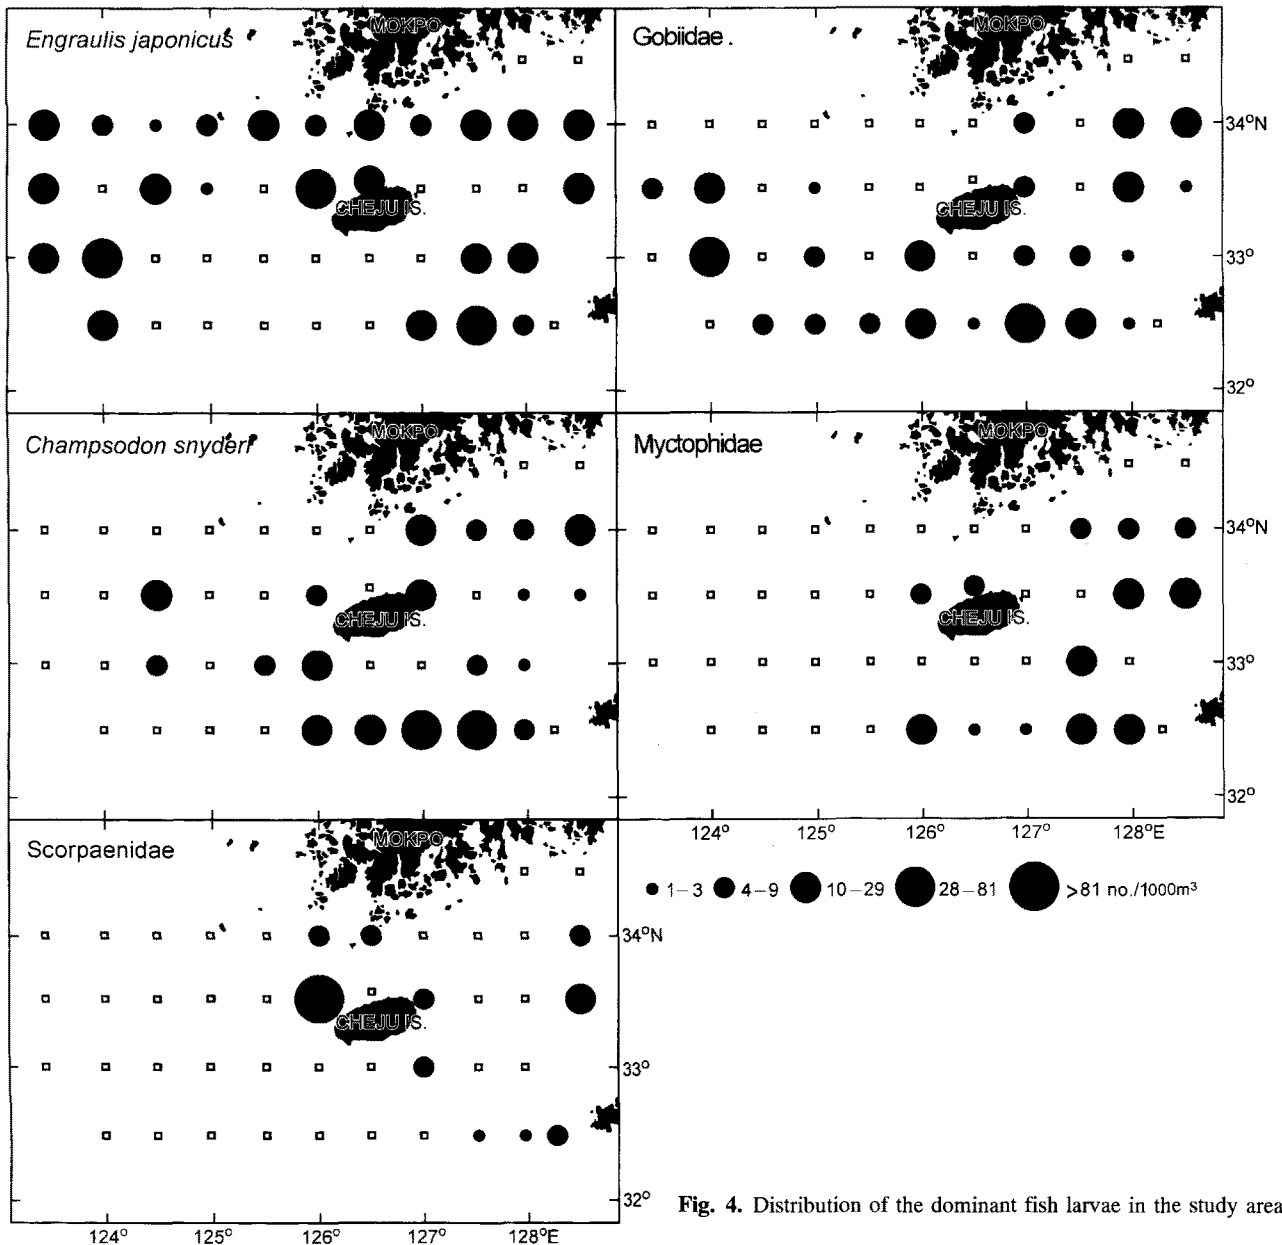 Engraulis japonicus
MOKPO
CHEJU IS.
Gobiidae .
MOKPO
CHEJU IS.
34°N
33°
32°
Champsodon snyderi
MOKPO
CHEJU IS.
Myctophidae
MOKPO
CHEJU IS.
34°N
33°
32°
124° 125° 126° 127° 128°E
Scorpaenidae
MOKPO
CHEJU IS.
34°N
33°
32°
124° 125° 126° 127° 128°E
1–3 4–9 10–29 28–81 >81 no./1000m³
Fig. 4. Distribution of the dominant fish larvae in the study area